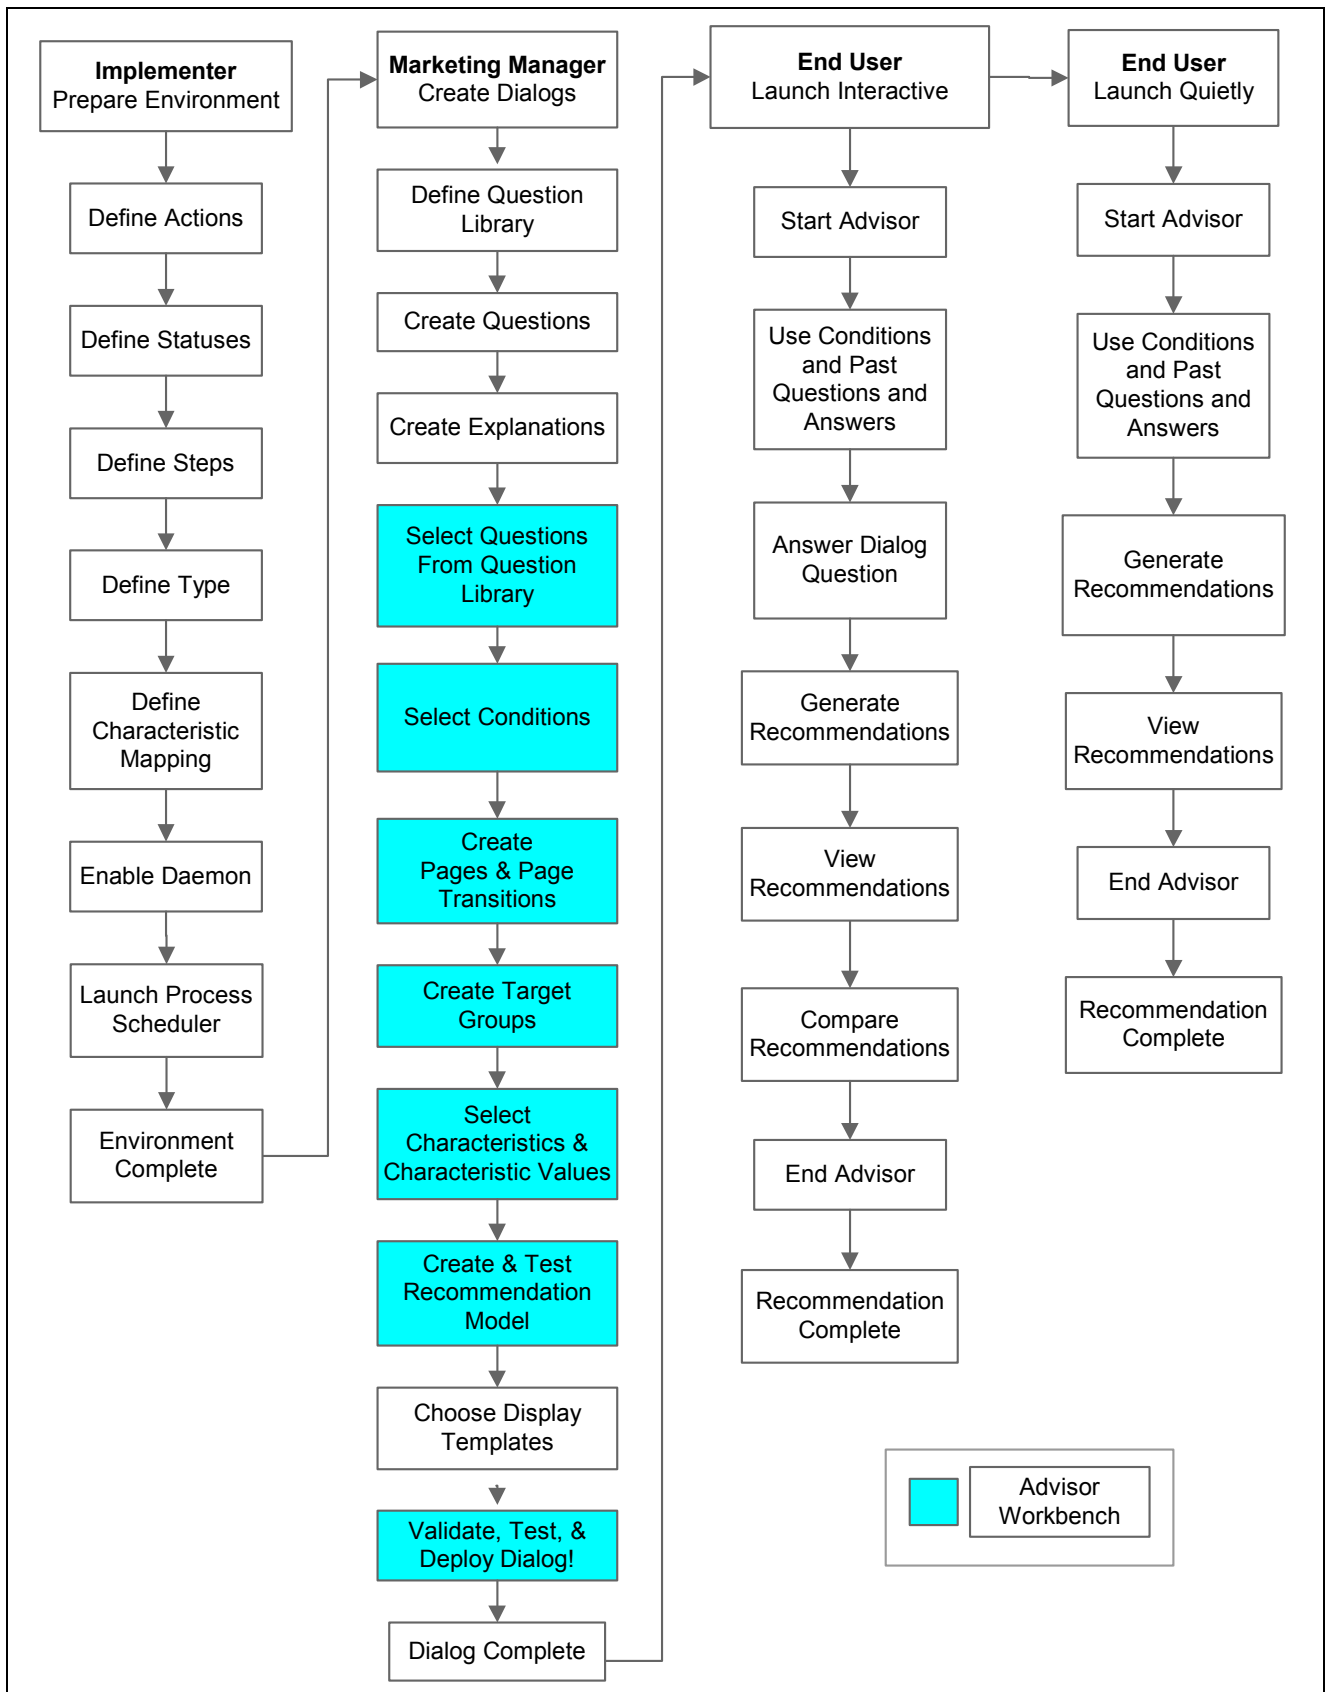 Implementer
Prepare Environment
Define Actions
Define Statuses
Define Steps
Define Type
Define
Characteristic
Mapping
Enable Daemon
Launch Process
Scheduler
Environment
Complete
Marketing Manager
Create Dialogs
Define Question
Library
Create Questions
Create Explanations
Select Questions
From Question
Library
Select Conditions
Create
Pages & Page
Transitions
Create Target
Groups
Select
Characteristics &
Characteristic Values
Create & Test
Recommendation
Model
Choose Display
Templates
Validate, Test, &
Deploy Dialog!
Dialog Complete
End User
Launch Interactive
Start Advisor
Use Conditions
and Past
Questions and
Answers
Answer Dialog
Question
Generate
Recommendations
View
Recommendations
Compare
Recommendations
End Advisor
Recommendation
Complete
End User
Launch Quietly
Start Advisor
Use Conditions
and Past
Questions and
Answers
Generate
Recommendations
View
Recommendations
End Advisor
Recommendation
Complete
Advisor
Workbench